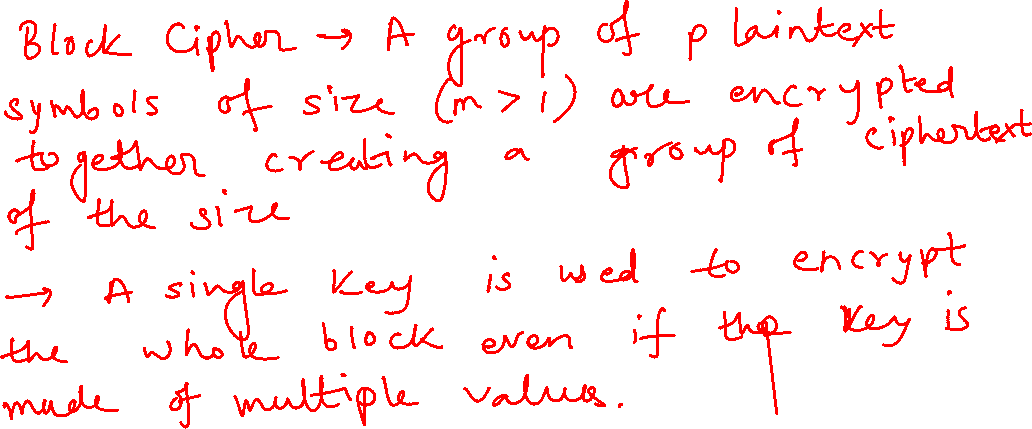 Block Cipher → A group of plaintext
symbols of size (m > 1) are encrypted
together creating a group of ciphertext
of the size
→ A single key is used to encrypt
the whole block even if the key is
made of multiple values.